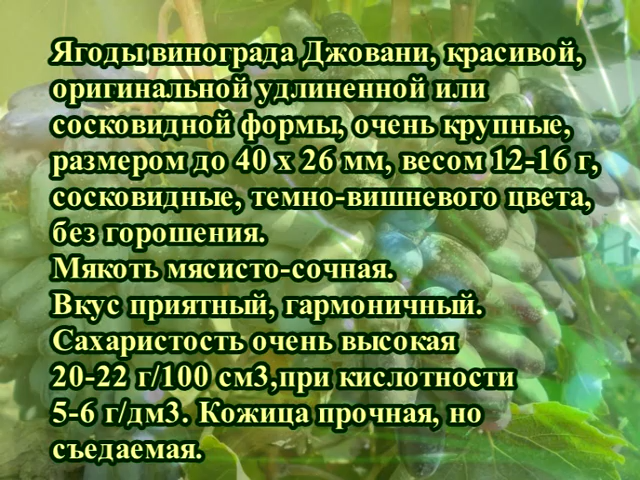 Ягоды винограда Джовани, красивой,
оригинальной удлиненной или
сосковидной формы, очень крупные,
размером до 40 х 26 мм, весом 12-16 г,
сосковидные, темно-вишневого цвета,
без горошения.
Мякоть мясисто-сочная.
Вкус приятный, гармоничный.
Сахаристость очень высокая
20-22 г/100 см3,при кислотности
5-6 г/дм3. Кожица прочная, но
съедаемая.